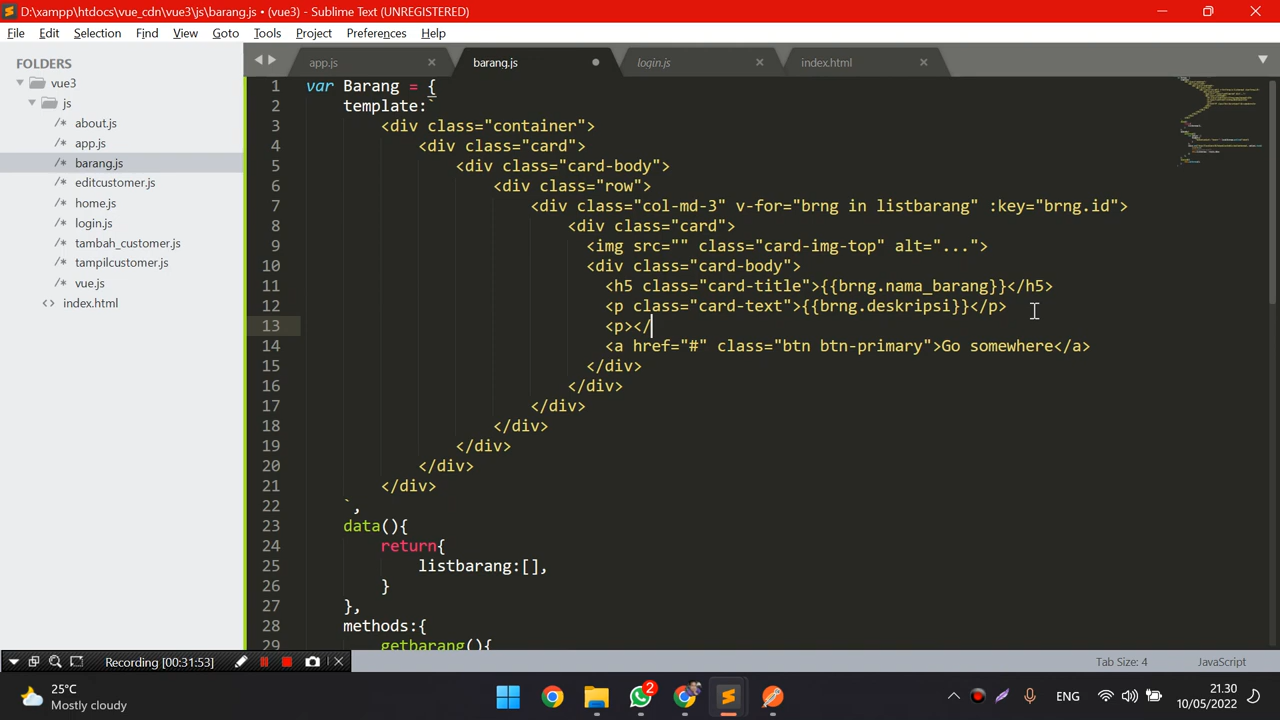 D:\xampp\htdocs\vue_cdn\vue3\js\barang.js • (vue3) - Sublime Text (UNREGISTERED)
File Edit Selection Find View Goto Tools Project Preferences Help
FOLDERS
vue3
js
/* about.js
/* app.js
/* barang.js
/* editcustomer.js
/* home.js
/* login.js
/* tambah_customer.js
/* tampilcustomer.js
/* vue.js
<> index.html
app.js barang.js login.js index.html
1 var Barang = {
2 template:`
3 <div class="container">
4 <div class="card">
5 <div class="card-body">
6 <div class="row">
7 <div class="col-md-3" v-for="brng in listbarang" :key="brng.id">
8 <div class="card">
9 <img src="" class="card-img-top" alt="...">
10 <div class="card-body">
11 <h5 class="card-title">{{brng.nama_barang}}</h5>
12 <p class="card-text">{{brng.deskripsi}}</p>
13 <p></
14 <a href="#" class="btn btn-primary">Go somewhere</a>
15 </div>
16 </div>
17 </div>
18 </div>
19 </div>
20 </div>
21 </div>
22 `,
23 data(){
24 return{
25 listbarang:[],
26 }
27 },
28 methods:{
29 getbarang(){
Recording [00:31:53]
Tab Size: 4 JavaScript
25°C
Mostly cloudy
2
ENG
21.30
10/05/2022